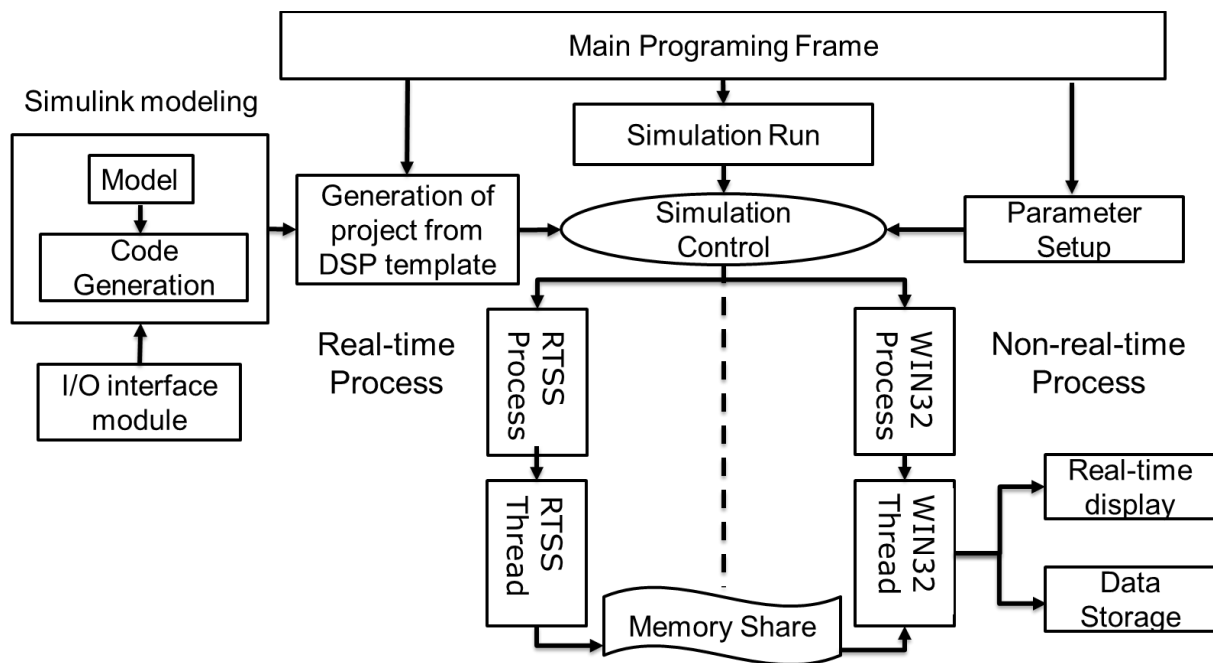 Main Programing Frame
Simulink modeling
Model
Code
Generation
I/O interface
module
Generation of
project from
DSP template
Simulation Run
Simulation
Control
Parameter
Setup
Real-time
Process
RTSS
Process
RTSS
Thread
WIN32
Process
WIN32
Thread
Non-real-time
Process
Memory Share
Real-time
display
Data
Storage